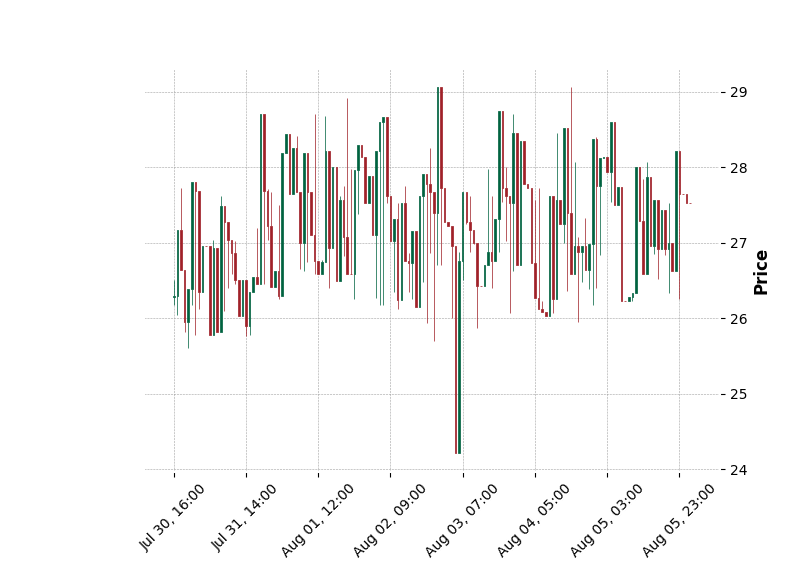 29
28
27
26
25
24
Price
Jul 30, 16:00
Jul 31, 14:00
Aug 01, 12:00
Aug 02, 09:00
Aug 03, 07:00
Aug 04, 05:00
Aug 05, 03:00
Aug 05, 23:00